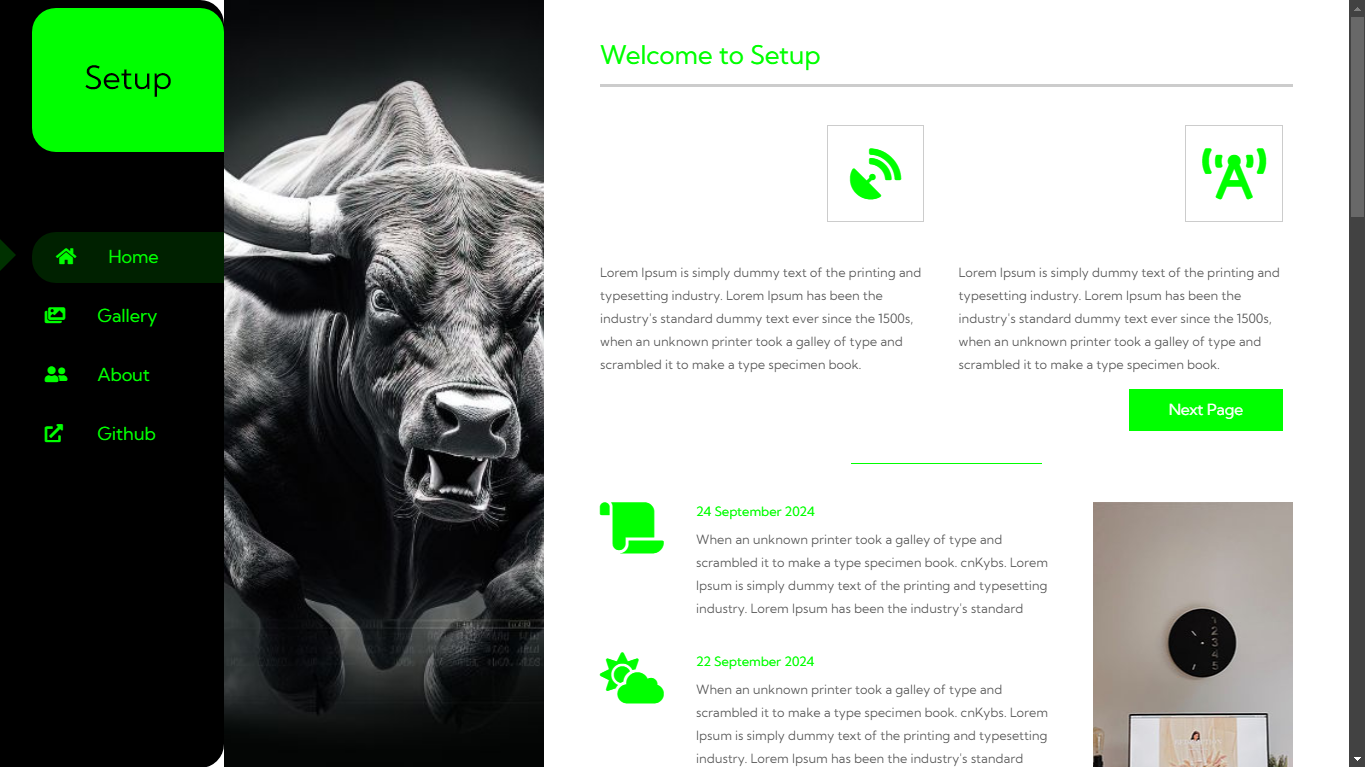 Setup
Home
Gallery
About
Github
Welcome to Setup
Lorem Ipsum is simply dummy text of the printing and
typesetting industry. Lorem Ipsum has been the
industry's standard dummy text ever since the 1500s,
when an unknown printer took a galley of type and
scrambled it to make a type specimen book.
Lorem Ipsum is simply dummy text of the printing and
typesetting industry. Lorem Ipsum has been the
industry's standard dummy text ever since the 1500s,
when an unknown printer took a galley of type and
scrambled it to make a type specimen book.
Next Page
24 September 2024
When an unknown printer took a galley of type and
scrambled it to make a type specimen book. cnKybs. Lorem
Ipsum is simply dummy text of the printing and typesetting
industry. Lorem Ipsum has been the industry's standard
22 September 2024
When an unknown printer took a galley of type and
scrambled it to make a type specimen book. cnKybs. Lorem
Ipsum is simply dummy text of the printing and typesetting
industry. Lorem Ipsum has been the industry's standard
1
2
3
4
5